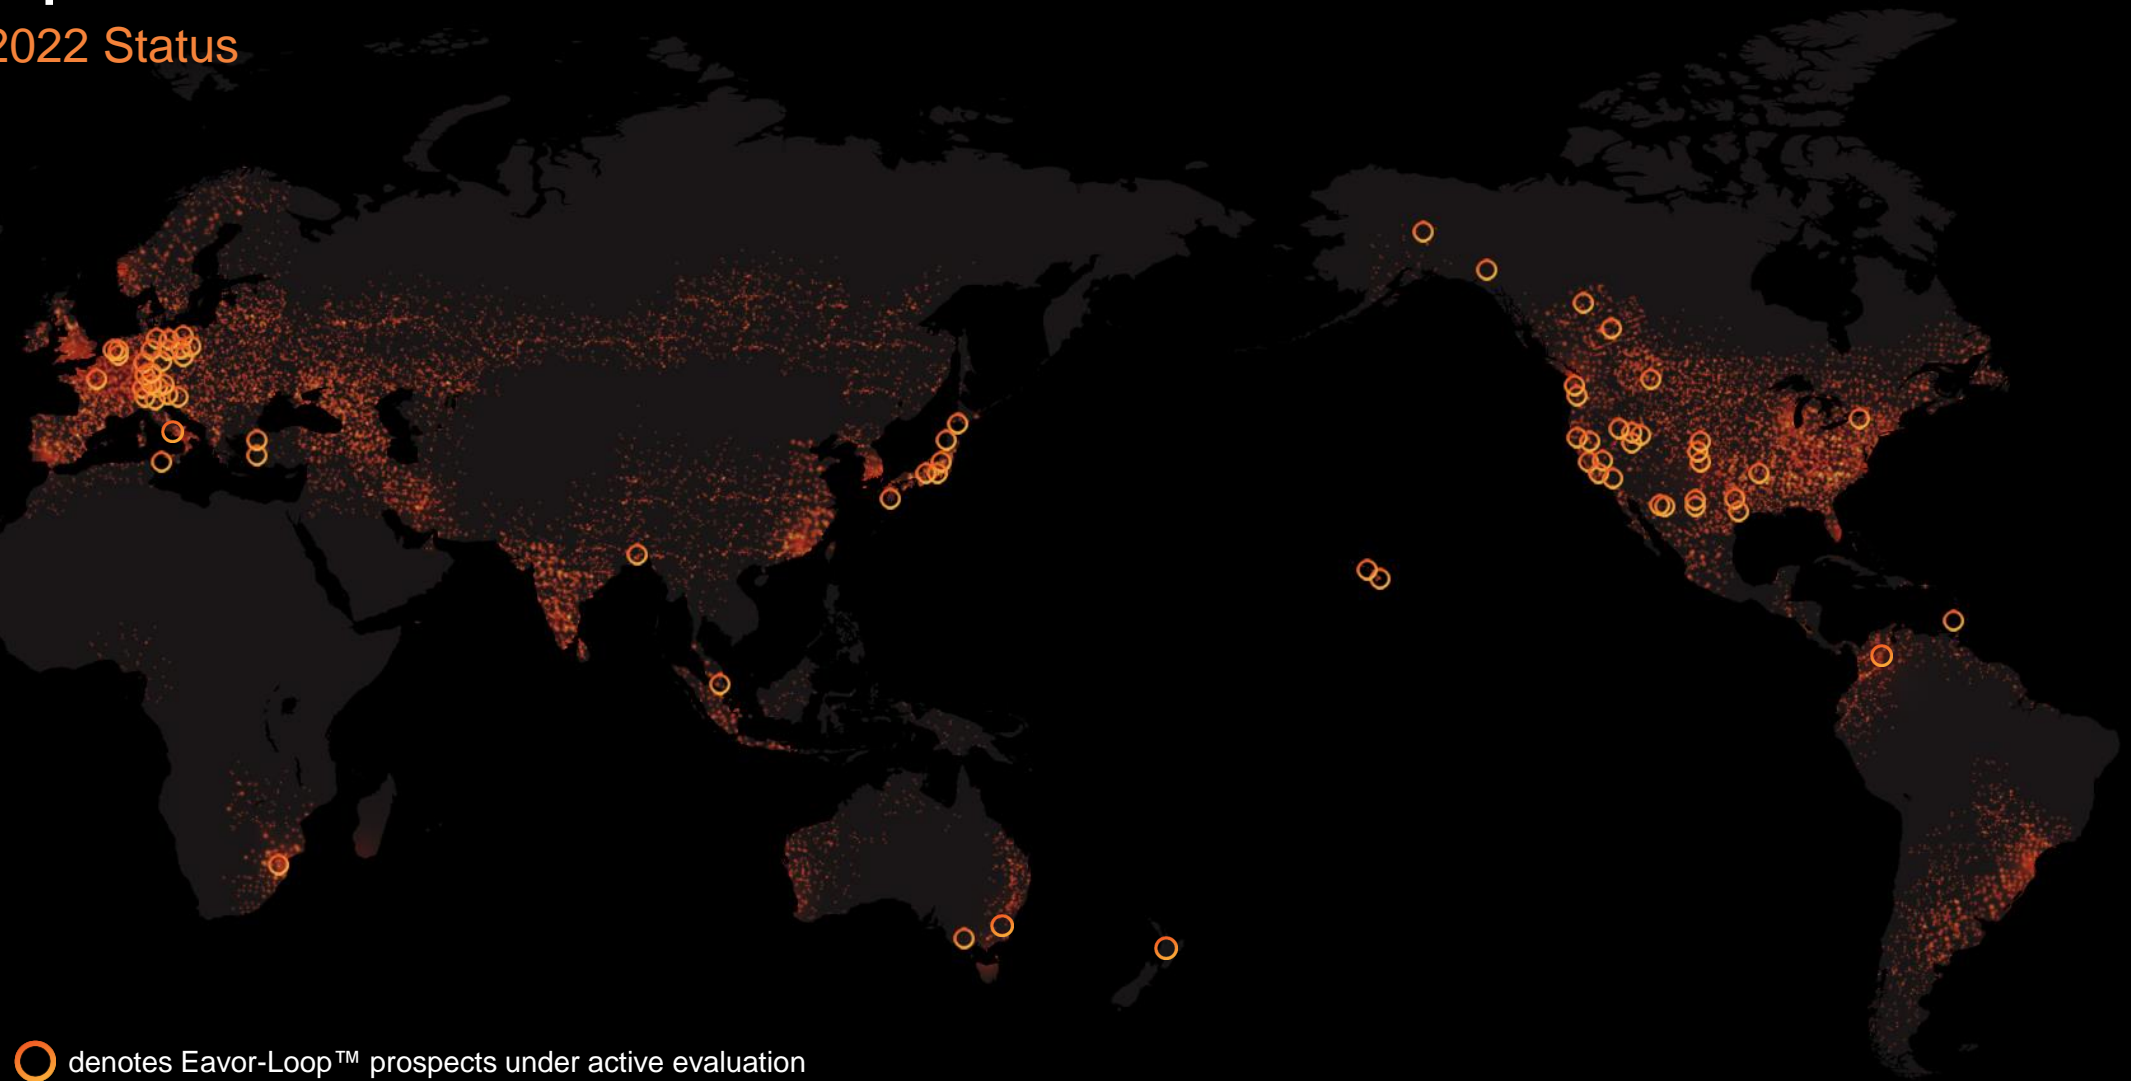 2022 Status
denotes Eavor-Loop™ prospects under active evaluation